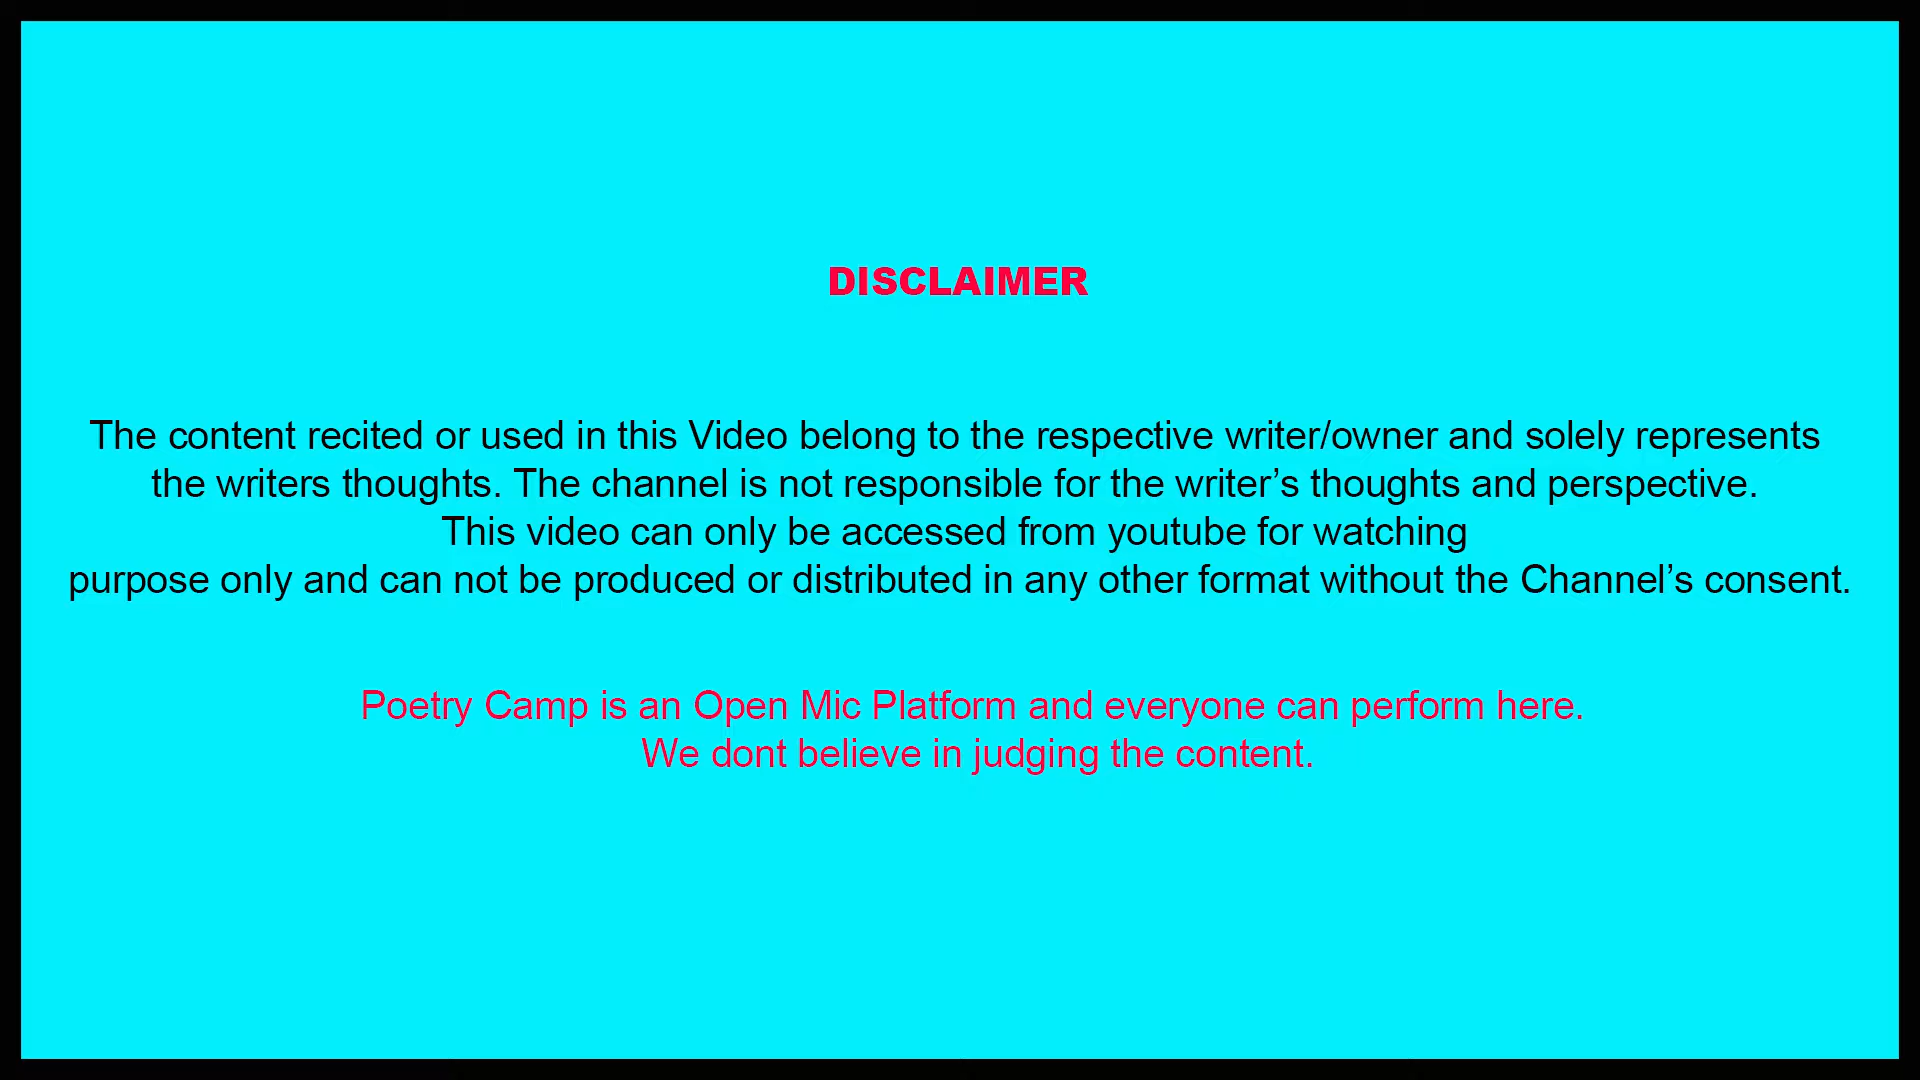 DISCLAIMER
The content recited or used in this Video belong to the respective writer/owner and solely represents
the writers thoughts. The channel is not responsible for the writer’s thoughts and perspective.
This video can only be accessed from youtube for watching
purpose only and can not be produced or distributed in any other format without the Channel’s consent.
Poetry Camp is an Open Mic Platform and everyone can perform here.
We dont believe in judging the content.